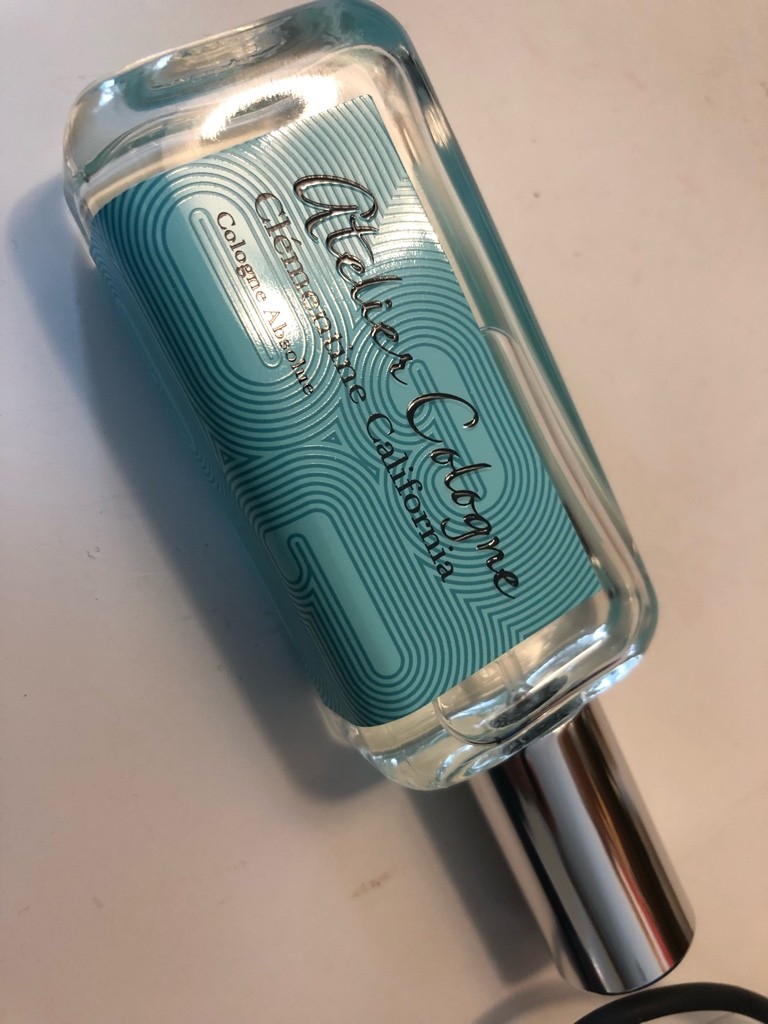 Atelier Cologne
Clémentine California
Cologne Absolue